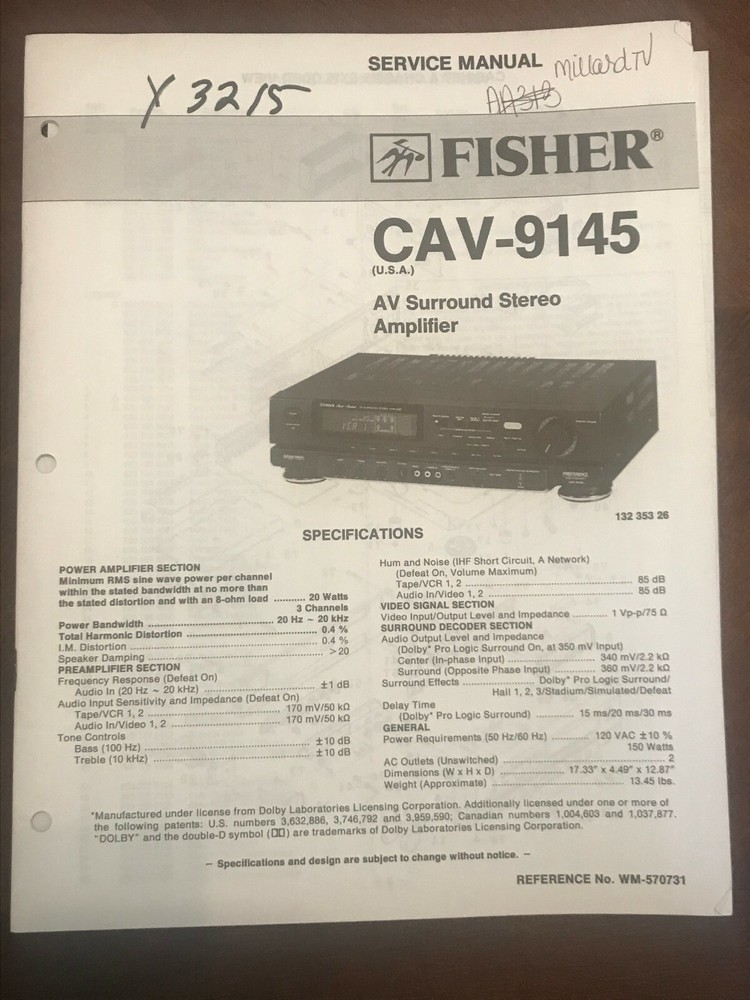 SERVICE MANUAL
Millard TV
X 3215
AA313
FISHER®
CAV-9145
(U.S.A.)
AV Surround Stereo
Amplifier
132 353 26
SPECIFICATIONS
POWER AMPLIFIER SECTION
Minimum RMS sine wave power per channel
within the stated bandwidth at no more than
the stated distortion and with an 8-ohm load .......... 20 Watts
3 Channels
Power Bandwidth .......... 20 Hz ~ 20 kHz
Total Harmonic Distortion .......... 0.4 %
I.M. Distortion .......... 0.4 %
Speaker Damping .......... >20
PREAMPLIFIER SECTION
Frequency Response (Defeat On)
Audio In (20 Hz ~ 20 kHz) .......... ±1 dB
Audio Input Sensitivity and Impedance (Defeat On)
Tape/VCR 1, 2 .......... 170 mV/50 kΩ
Audio In/Video 1, 2 .......... 170 mV/50 kΩ
Tone Controls
Bass (100 Hz) .......... ±10 dB
Treble (10 kHz) .......... ±10 dB
Hum and Noise (IHF Short Circuit, A Network)
(Defeat On, Volume Maximum)
Tape/VCR 1, 2 .......... 85 dB
Audio In/Video 1, 2 .......... 85 dB
VIDEO SIGNAL SECTION
Video Input/Output Level and Impedance .......... 1 Vp-p/75 Ω
SURROUND DECODER SECTION
Audio Output Level and Impedance
(Dolby* Pro Logic Surround On, at 350 mV Input)
Center (In-phase Input) .......... 340 mV/2.2 kΩ
Surround (Opposite Phase Input) .......... 360 mV/2.2 kΩ
Surround Effects .......... Dolby* Pro Logic Surround/
Hall 1, 2, 3/Stadium/Simulated/Defeat
Delay Time
(Dolby* Pro Logic Surround) .......... 15 ms/20 ms/30 ms
GENERAL
Power Requirements (50 Hz/60 Hz) .......... 120 VAC ±10 %
150 Watts
AC Outlets (Unswitched) .......... 2
Dimensions (W x H x D) .......... 17.33" x 4.49" x 12.87"
Weight (Approximate) .......... 13.45 lbs.
*Manufactured under license from Dolby Laboratories Licensing Corporation. Additionally licensed under one or more of
the following patents: U.S. numbers 3,632,886, 3,746,792 and 3,959,590; Canadian numbers 1,004,603 and 1,037,877.
"DOLBY" and the double-D symbol (DD) are trademarks of Dolby Laboratories Licensing Corporation.
– Specifications and design are subject to change without notice. –
REFERENCE No. WM-570731